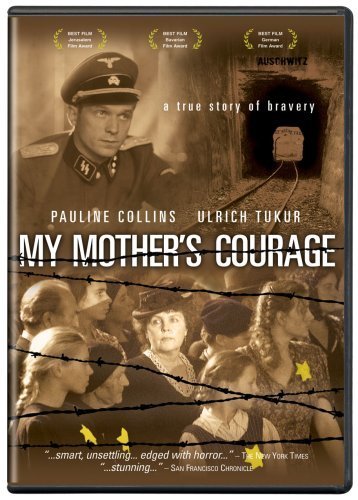 BEST FILM
Jerusalem
Film Award
BEST FILM
Bavarian
Film Award
BEST FILM
German
Film Award
AUSCHWITZ
a true story of bravery
PAULINE COLLINS ULRICH TUKUR
MY MOTHER'S COURAGE
"...smart, unsettling... edged with horror..." – THE NEW YORK TIMES
"...stunning..." – SAN FRANCISCO CHRONICLE